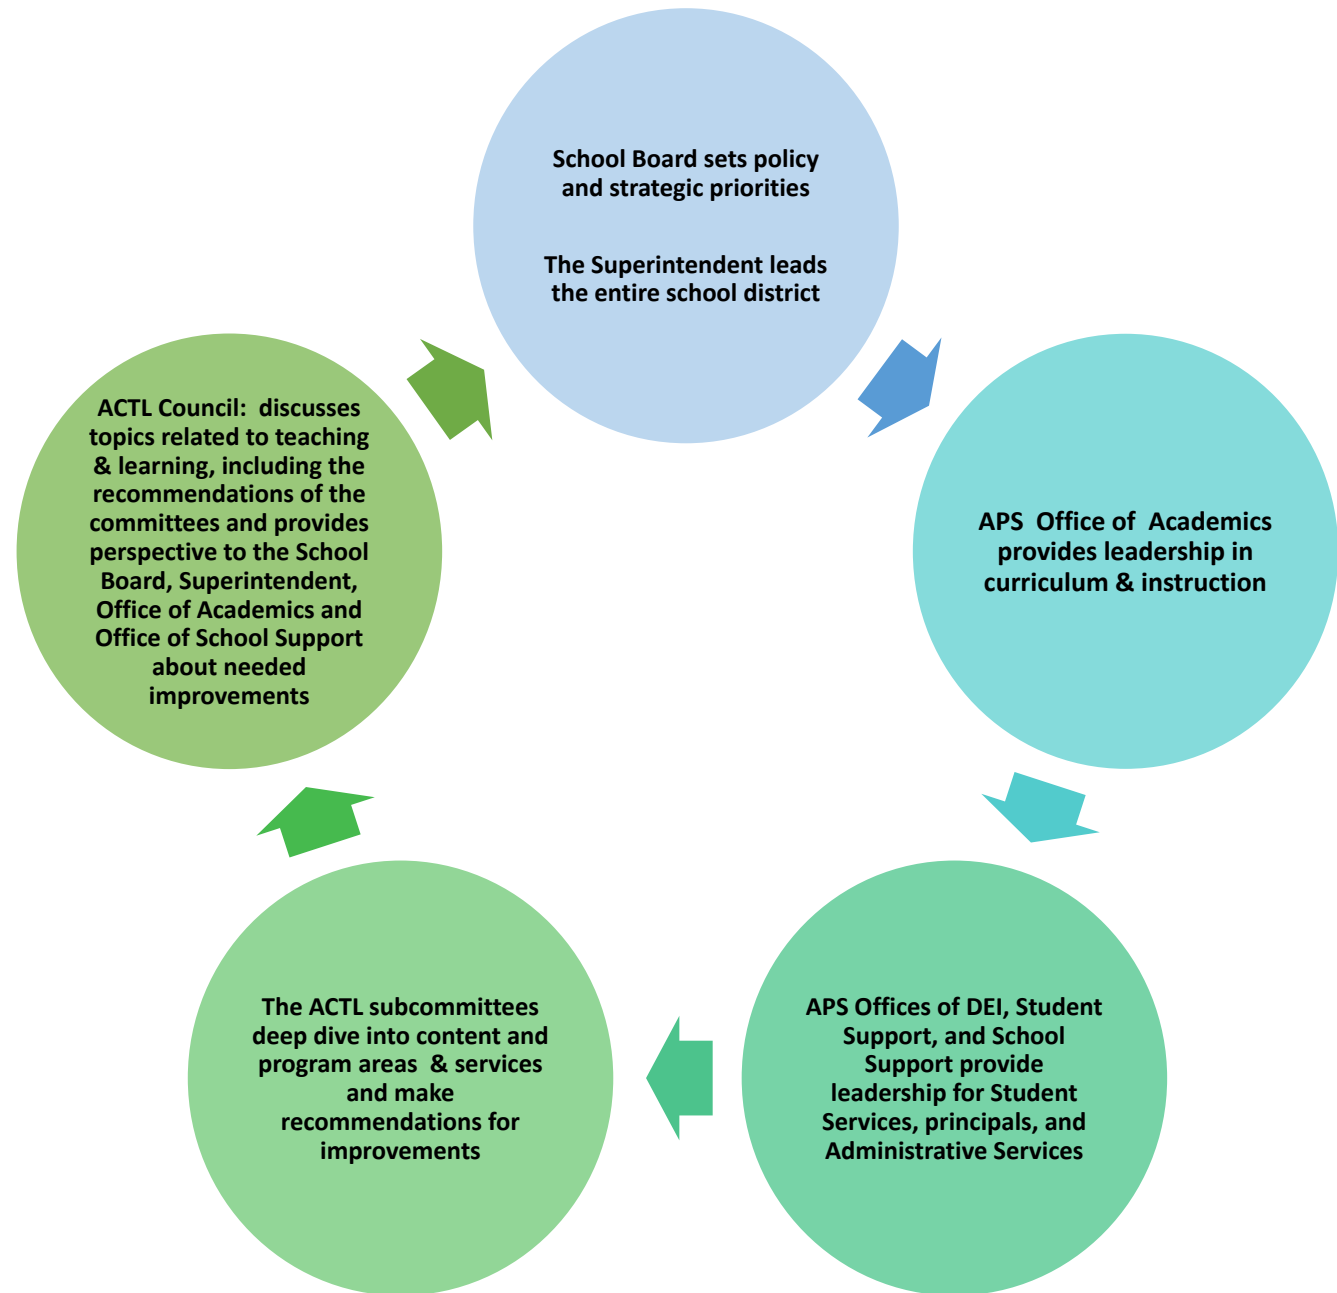 School Board sets policy
and strategic priorities
The Superintendent leads
the entire school district
APS Office of Academics
provides leadership in
curriculum & instruction
APS Offices of DEI, Student
Support, and School
Support provide
leadership for Student
Services, principals, and
Administrative Services
The ACTL subcommittees
deep dive into content and
program areas & services
and make
recommendations for
improvements
ACTL Council: discusses
topics related to teaching
& learning, including the
recommendations of the
committees and provides
perspective to the School
Board, Superintendent,
Office of Academics and
Office of School Support
about needed
improvements